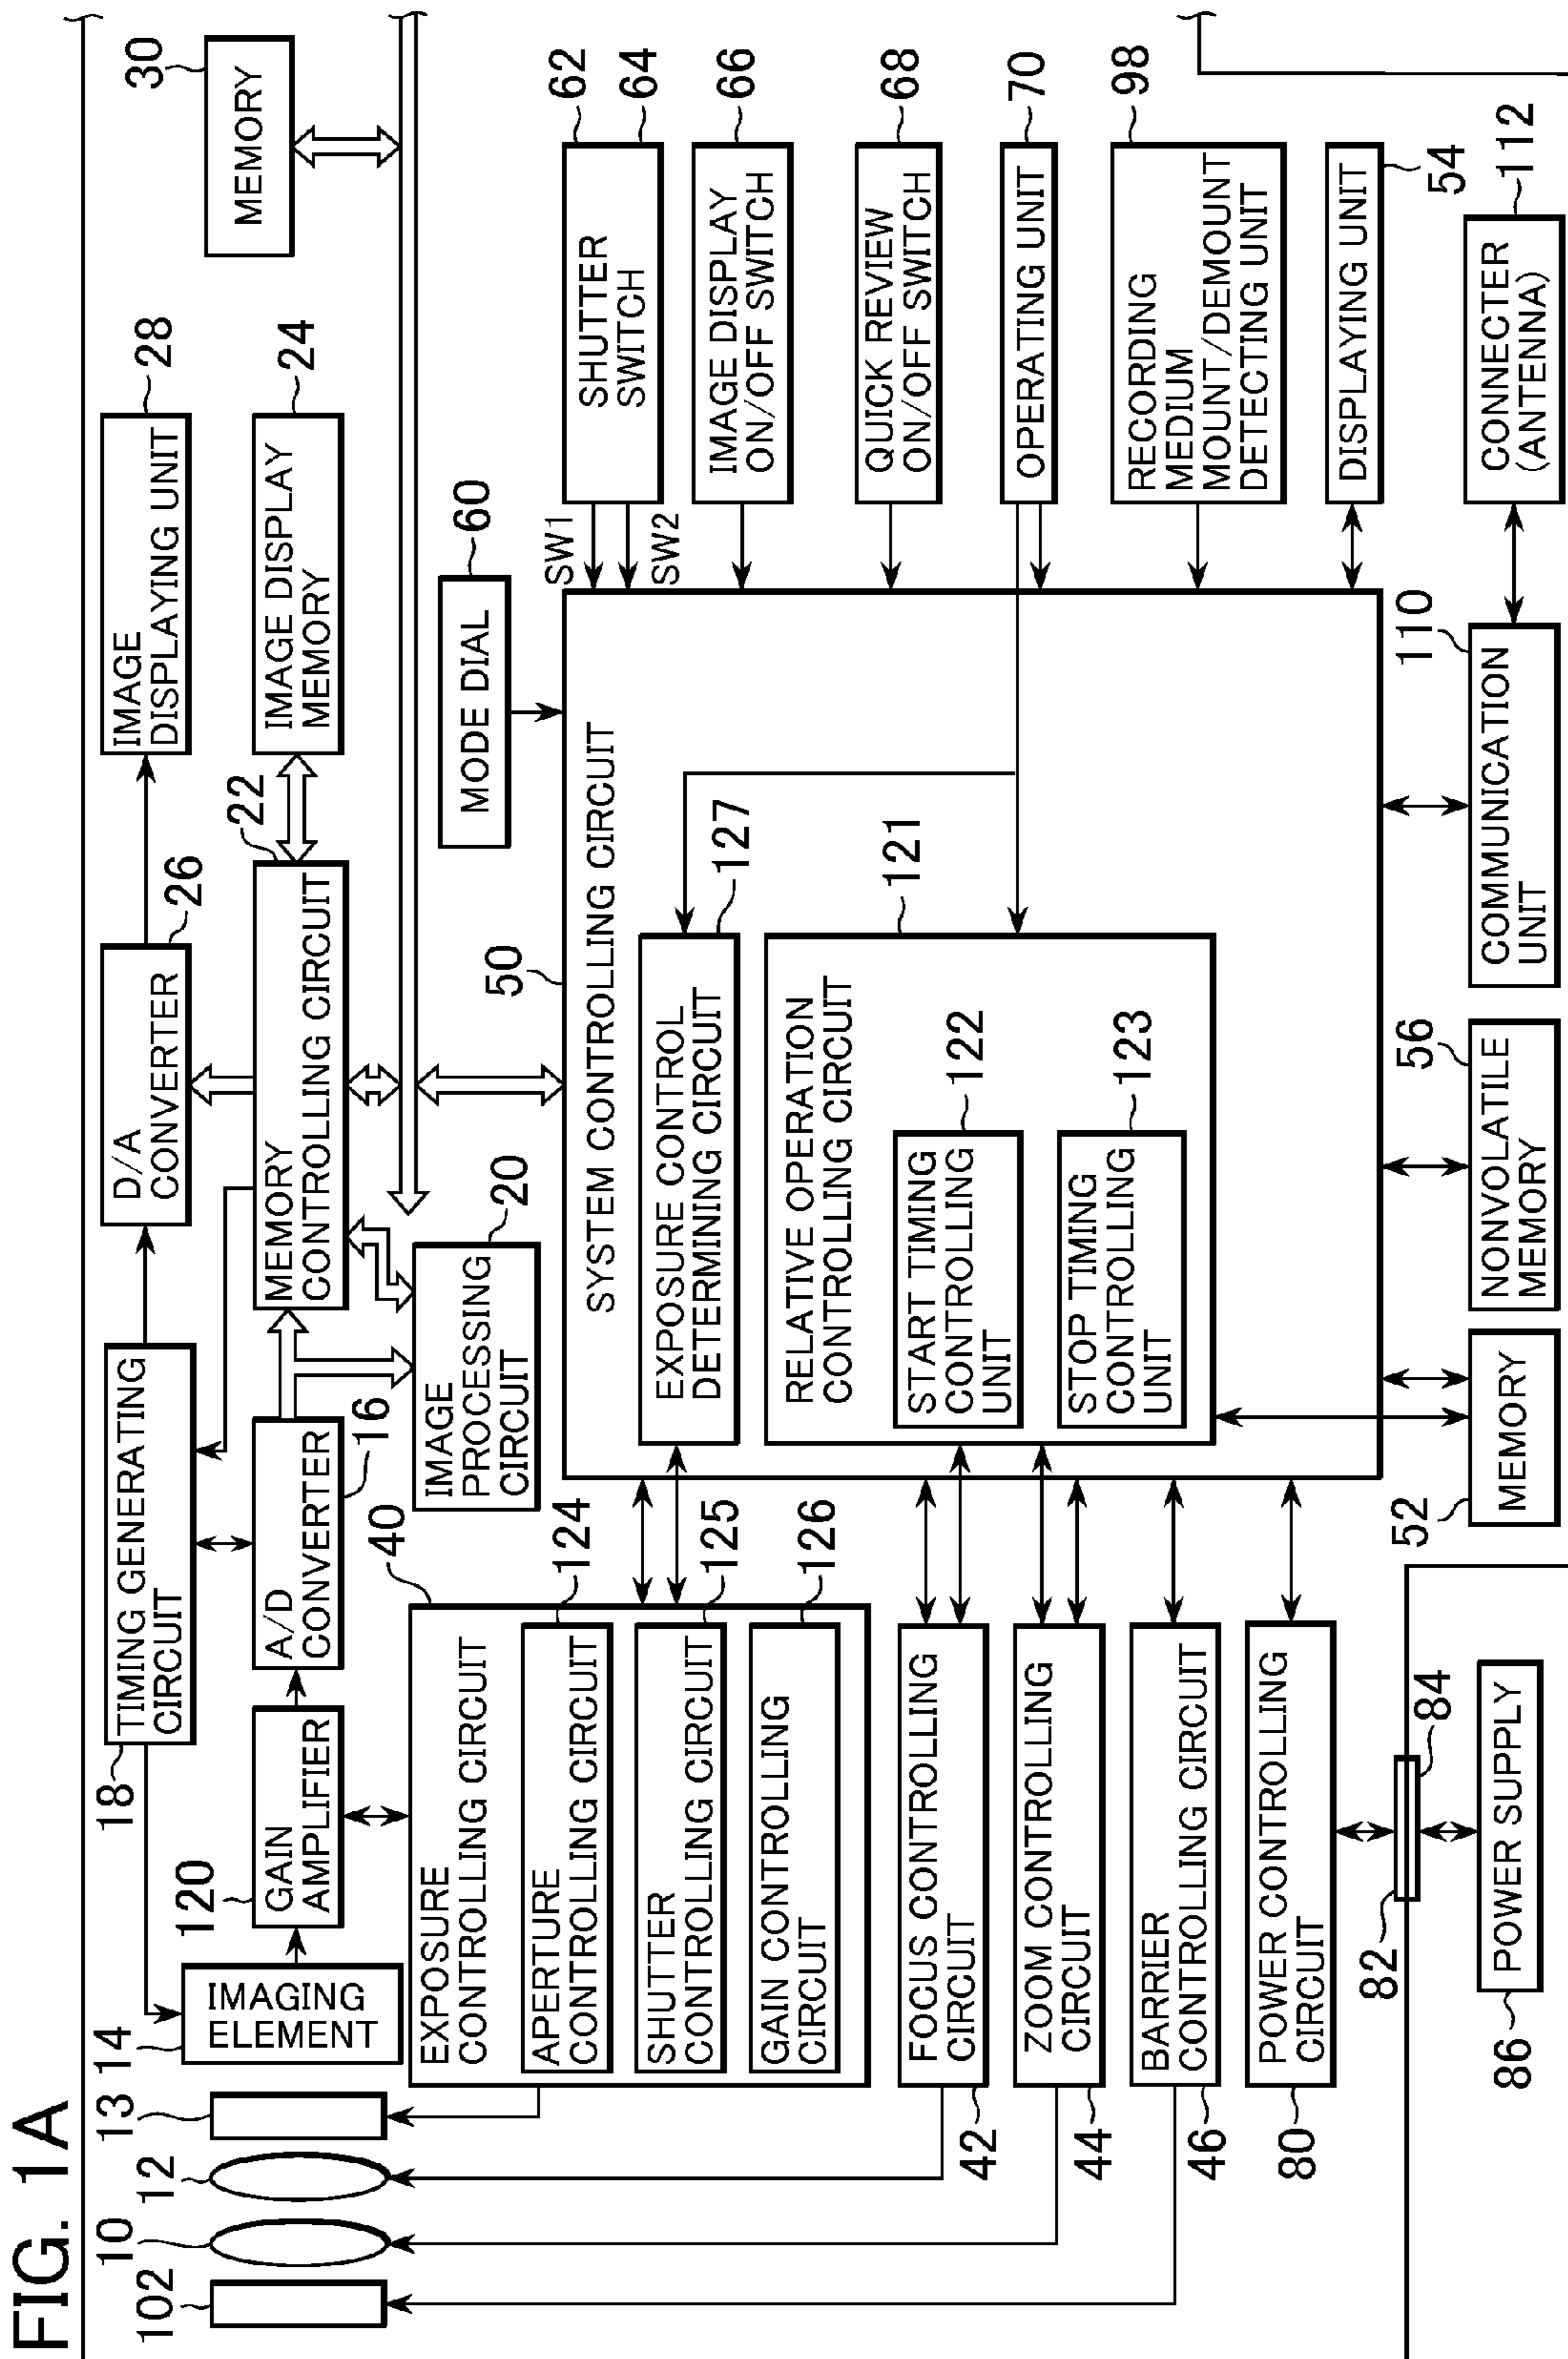 FIG. 1A
102
10
12
13
14
IMAGING
ELEMENT
120
GAIN
AMPLIFIER
18
TIMING GENERATING
CIRCUIT
A/D
CONVERTER
16
D/A
CONVERTER
26
IMAGE
DISPLAYING UNIT
28
MEMORY
CONTROLLING CIRCUIT
22
IMAGE DISPLAY
MEMORY
24
MEMORY
30
IMAGE
PROCESSING
CIRCUIT
20
40
EXPOSURE
CONTROLLING CIRCUIT
APERTURE
CONTROLLING CIRCUIT
124
SHUTTER
CONTROLLING CIRCUIT
125
GAIN CONTROLLING
CIRCUIT
126
FOCUS CONTROLLING
CIRCUIT
42
ZOOM CONTROLLING
CIRCUIT
44
BARRIER
CONTROLLING CIRCUIT
46
POWER CONTROLLING
CIRCUIT
80
82
84
POWER SUPPLY
86
50
SYSTEM CONTROLLING CIRCUIT
EXPOSURE CONTROL
DETERMINING CIRCUIT
127
RELATIVE OPERATION
CONTROLLING CIRCUIT
121
START TIMING
CONTROLLING
UNIT
122
STOP TIMING
CONTROLLING
UNIT
123
MODE DIAL
60
SW1
SW2
SHUTTER
SWITCH
62
64
IMAGE DISPLAY
ON/OFF SWITCH
66
QUICK REVIEW
ON/OFF SWITCH
68
OPERATING UNIT
70
RECORDING
MEDIUM
MOUNT/DEMOUNT
DETECTING UNIT
98
DISPLAYING UNIT
54
52
MEMORY
NONVOLATILE
MEMORY
56
COMMUNICATION
UNIT
110
CONNECTER
(ANTENNA)
112